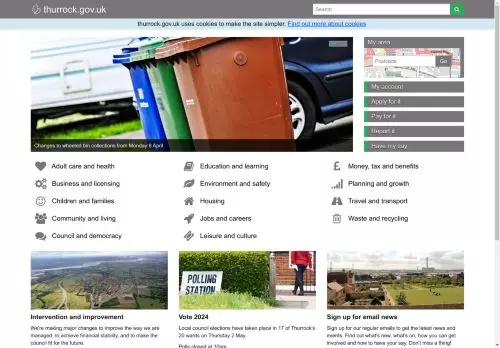 thurrock.gov.uk
Search
thurrock.gov.uk uses cookies to make the site simpler. Find out more about cookies
Changes to wheeled bin collections from Monday 8 April
My area
Postcode
Go
My account
Apply for it
Pay for it
Report it
Have my say
Adult care and health
Education and learning
Money, tax and benefits
Business and licensing
Environment and safety
Planning and growth
Children and families
Housing
Travel and transport
Community and living
Jobs and careers
Waste and recycling
Council and democracy
Leisure and culture
POLLING
STATION
Intervention and improvement
We're making major changes to improve the way we are
managed, to achieve financial stability, and to make the
council fit for the future.
Vote 2024
Local council elections have taken place in 17 of Thurrock's
20 wards on Thursday 2 May.
Polls closed at 10pm.
Sign up for email news
Sign up for our regular emails to get the latest news and
events. Find out what's new, what's on, how you can get
involved and how to have your say. Don't miss a thing!